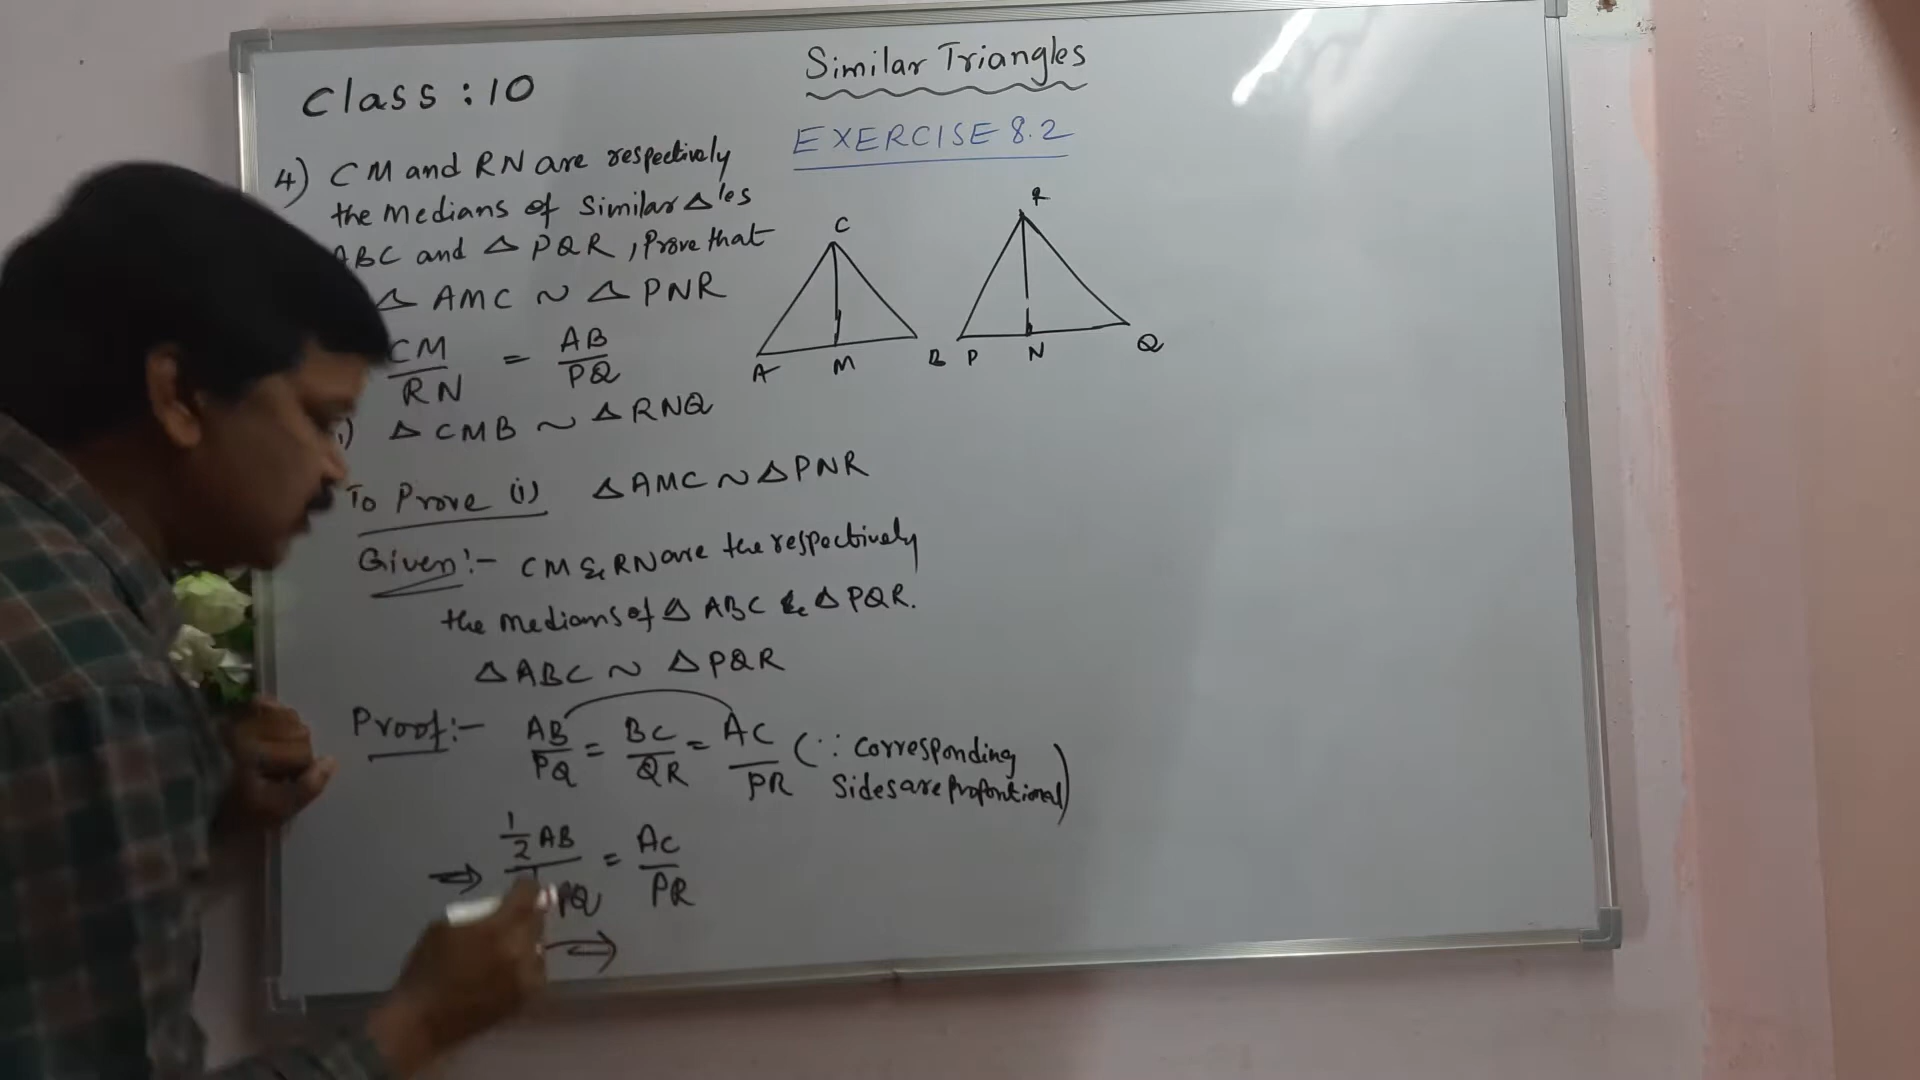 Class : 10
Similar Triangles
EXERCISE 8.2
4) CM and RN are respectively
the Medians of Similar Δles
ABC and Δ PQR, Prove that
Δ AMC ~ Δ PNR
CM/RN = AB/PQ
) Δ CMB ~ Δ RNQ
C
A M B
R
P N Q
To Prove (i) Δ AMC ~ Δ PNR
Given:- CM & RN are the respectively
the medians of Δ ABC & Δ PQR.
Δ ABC ~ Δ PQR
Proof:- AB/PQ = BC/QR = AC/PR (∵ Corresponding
Sides are Proportional)
⇒ 1/2 AB / PQ = AC/PR
⇒